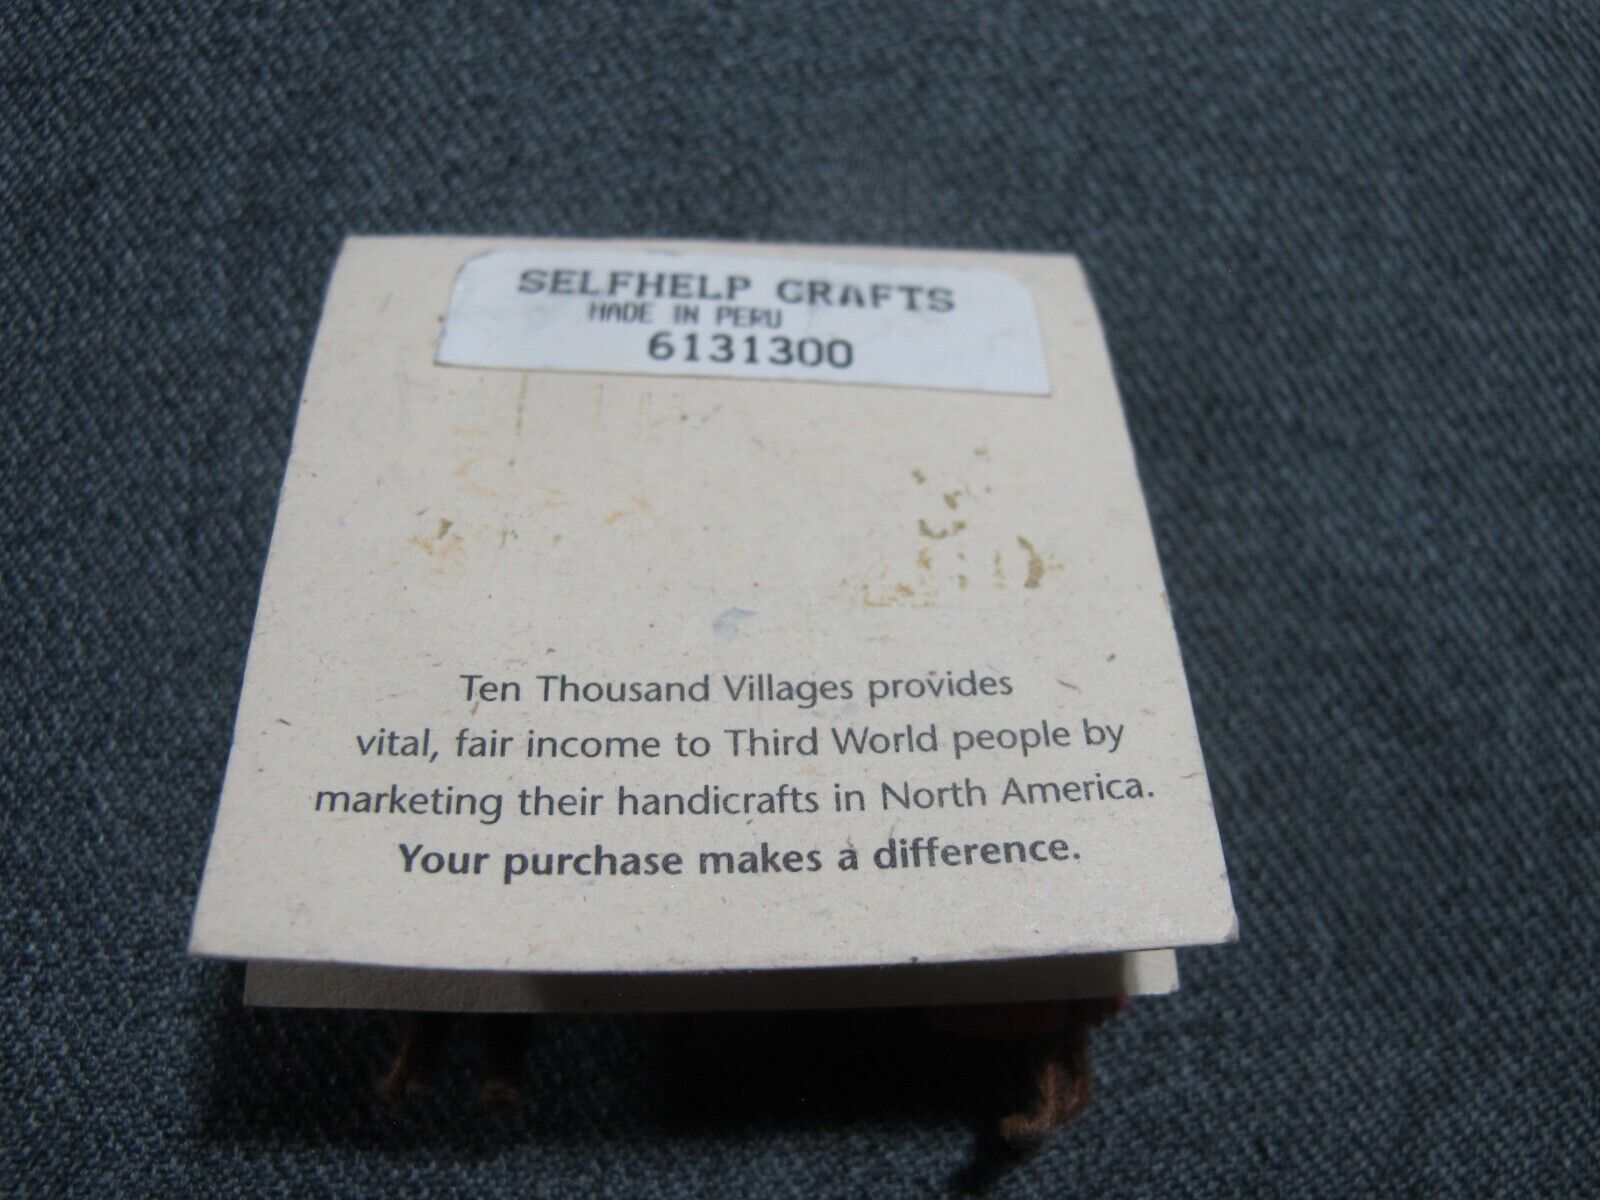 SELFHELP CRAFTS
MADE IN PERU
6131300
Ten Thousand Villages provides
vital, fair income to Third World people by
marketing their handicrafts in North America.
Your purchase makes a difference.